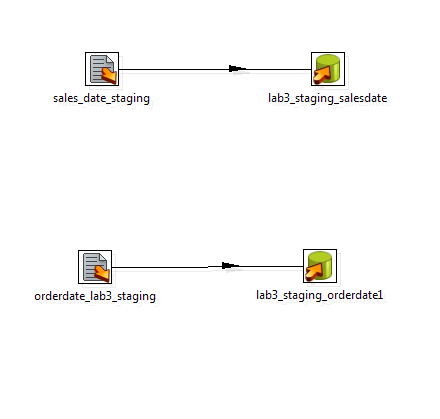 sales_date_staging
lab3_staging_salesdate
orderdate_lab3_staging
lab3_staging_orderdate1